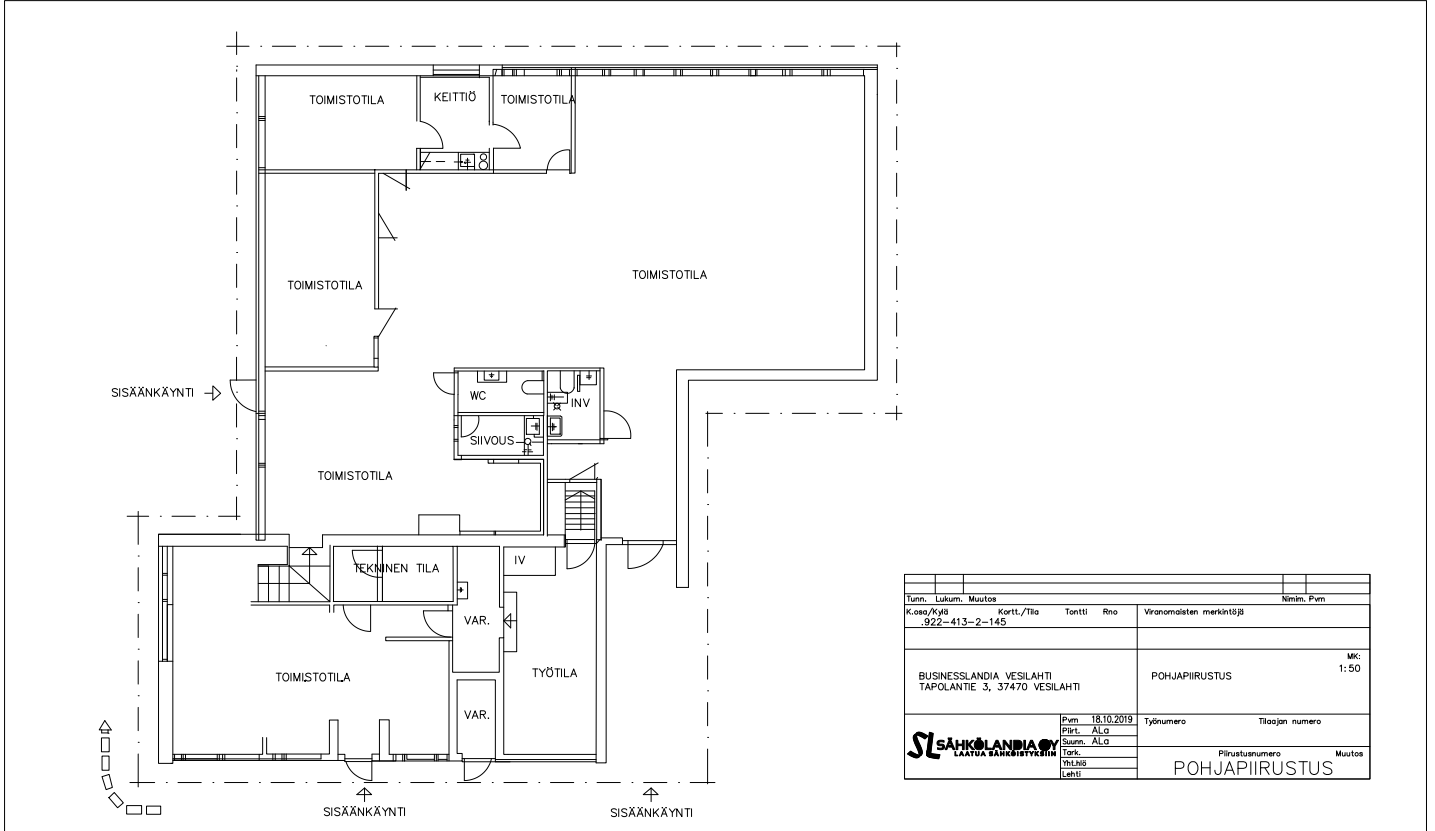 TOIMISTOTILA
KEITTIÖ
TOIMISTOTILA
TOIMISTOTILA
TOIMISTOTILA
SISÄÄNKÄYNTI
WC
INV
SIIVOUS
TOIMISTOTILA
TEKNINEN TILA
IV
VAR.
TYÖTILA
TOIMISTOTILA
VAR.
SISÄÄNKÄYNTI
SISÄÄNKÄYNTI
Tunn. Lukum. Muutos Nimim. Pvm
K.osa/Kylä Kortt./Tila Tontti Rno Viranomaisten merkintöjä
.922-413-2-145
MK:
1:50
BUSINESSLANDIA VESILAHTI
TAPOLANTIE 3, 37470 VESILAHTI
POHJAPIIRUSTUS
SL SÄHKÖLANDIA OY
LAATUA SÄHKÖISTYKSIIN
Pvm 18.10.2019
Piirt. ALa
Suunn. ALa
Tark.
Yht.hlö
Lehti
Työnumero Tilaajan numero
Piirustusnumero Muutos
POHJAPIIRUSTUS